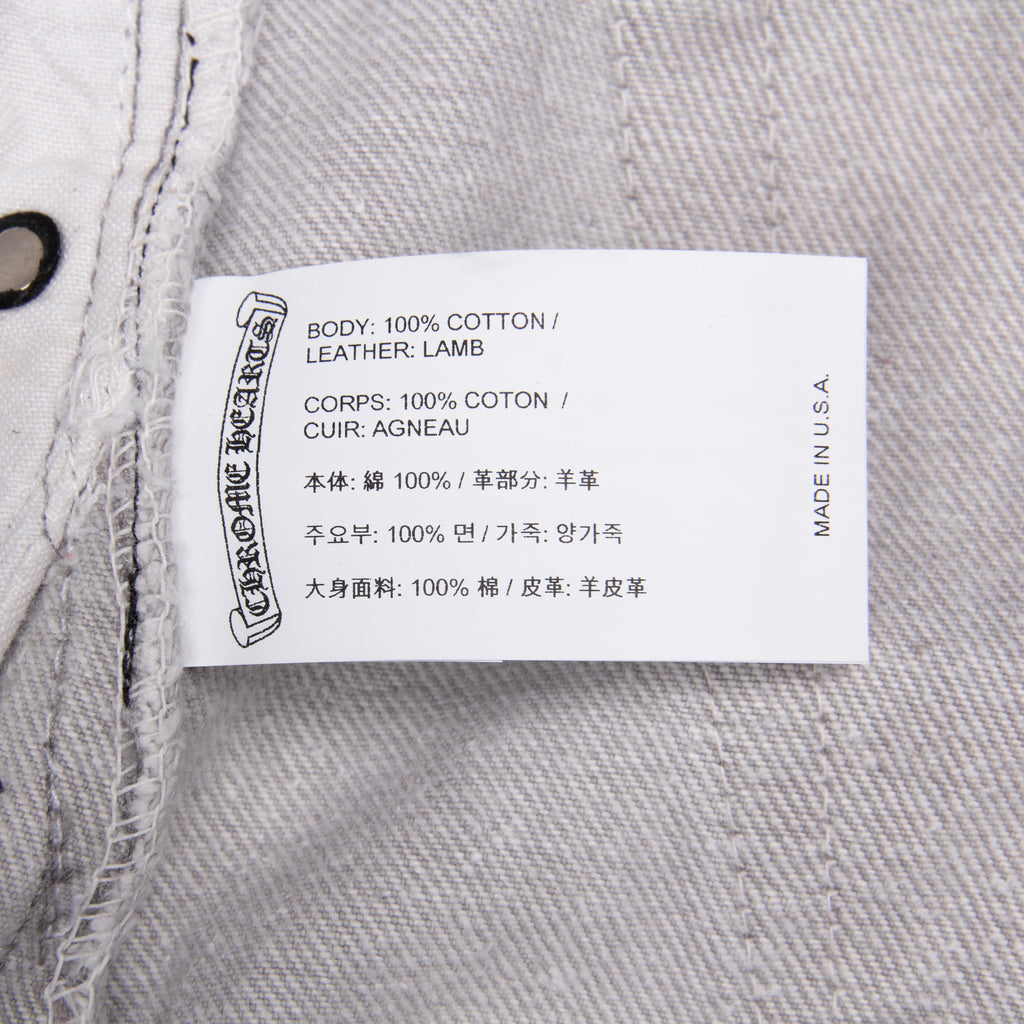 CHROME HEARTS
BODY: 100% COTTON /
LEATHER: LAMB
CORPS: 100% COTON /
CUIR: AGNEAU
本体: 綿 100% / 革部分: 羊革
주요부: 100% 면 / 가죽: 양가죽
大身面料: 100% 棉 / 皮革: 羊皮革
MADE IN U.S.A.